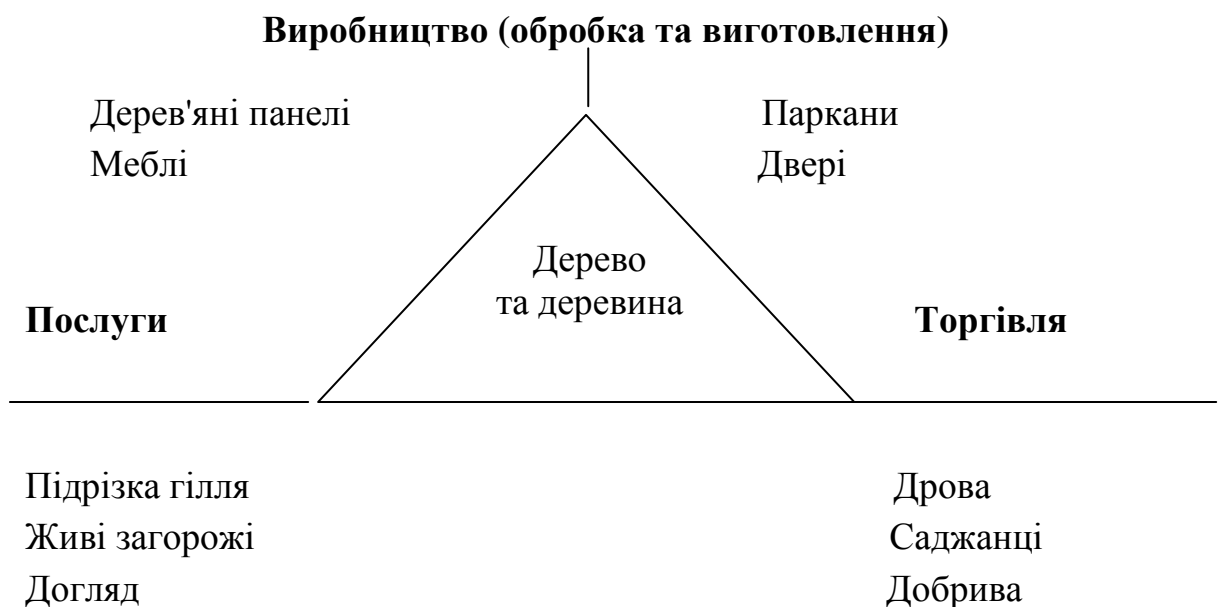 Виробництво (обробка та виготовлення)
Дерев'яні панелі
Меблі
Паркани
Двері
Дерево
та деревина
Послуги
Торгівля
Підрізка гілля
Живі загорожі
Догляд
Дрова
Саджанці
Добрива